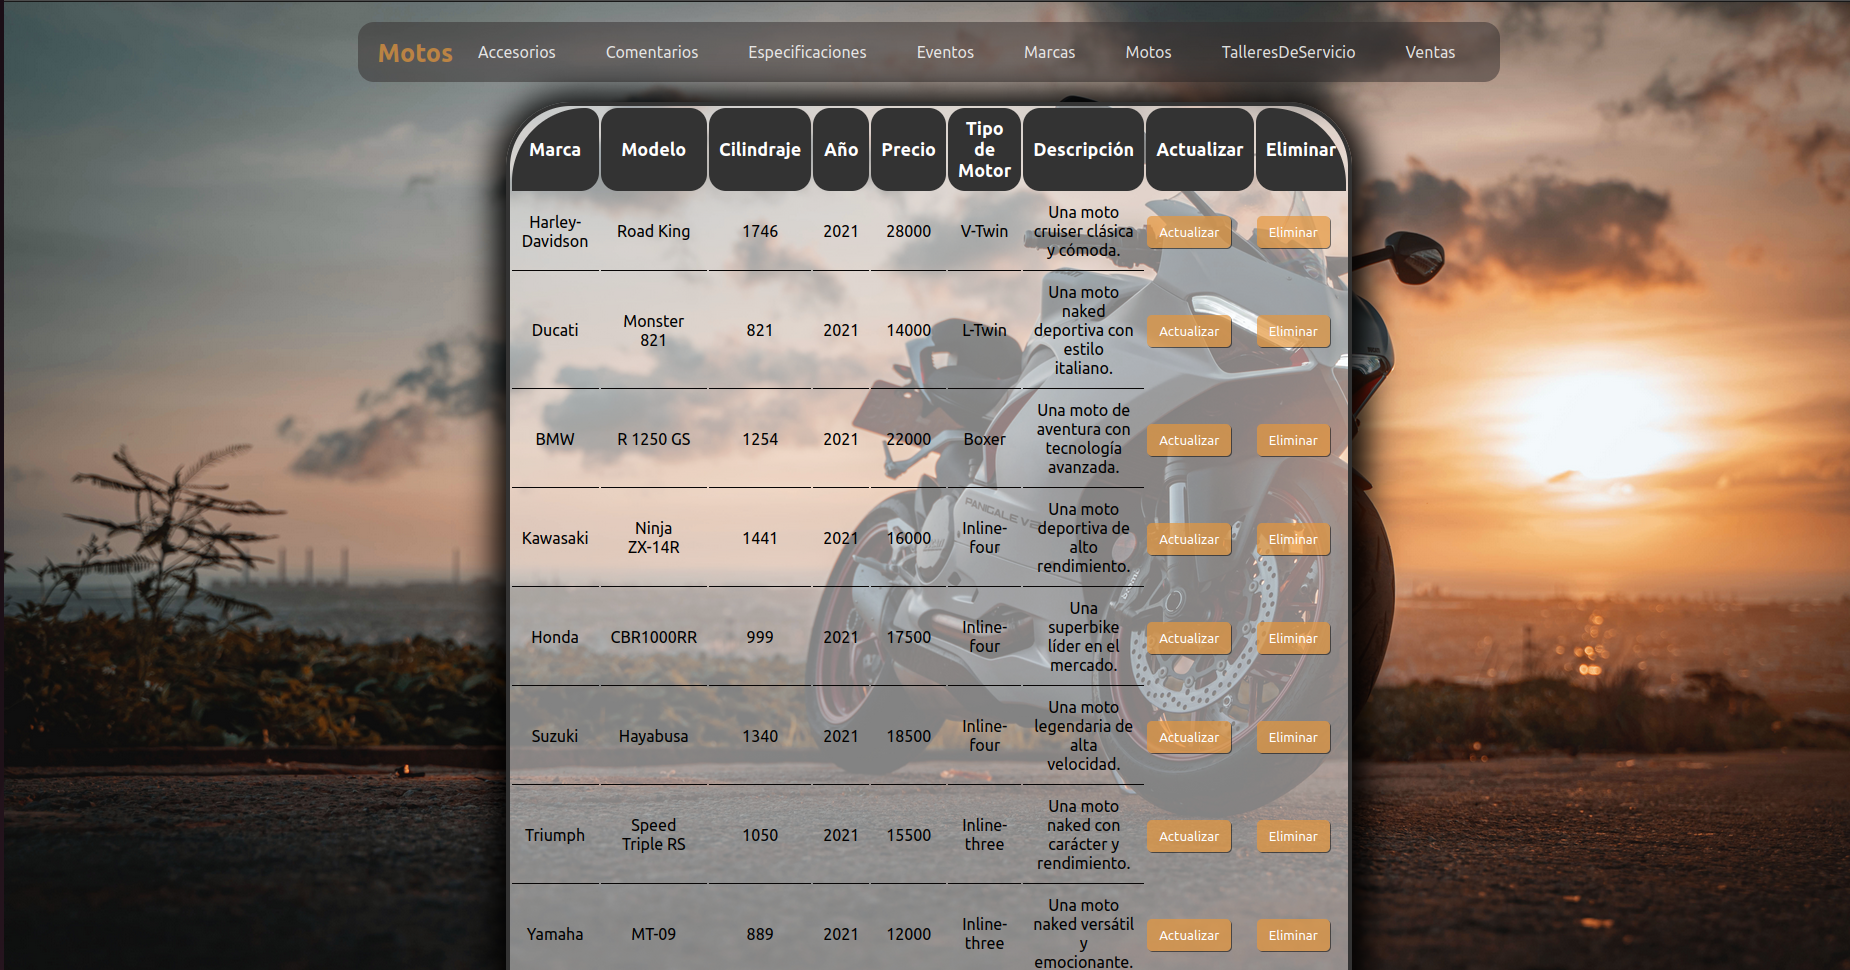 Motos Accesorios Comentarios Especificaciones Eventos Marcas Motos TalleresDeServicio Ventas
Marca Modelo Cilindraje Año Precio Tipo de Motor Descripción Actualizar Eliminar
Harley-Davidson Road King 1746 2021 28000 V-Twin Una moto cruiser clásica y cómoda. Actualizar Eliminar
Ducati Monster 821 821 2021 14000 L-Twin Una moto naked deportiva con estilo italiano. Actualizar Eliminar
BMW R 1250 GS 1254 2021 22000 Boxer Una moto de aventura con tecnología avanzada. Actualizar Eliminar
Kawasaki Ninja ZX-14R 1441 2021 16000 Inline-four Una moto deportiva de alto rendimiento. Actualizar Eliminar
Honda CBR1000RR 999 2021 17500 Inline-four Una superbike líder en el mercado. Actualizar Eliminar
Suzuki Hayabusa 1340 2021 18500 Inline-four Una moto legendaria de alta velocidad. Actualizar Eliminar
Triumph Speed Triple RS 1050 2021 15500 Inline-three Una moto naked con carácter y rendimiento. Actualizar Eliminar
Yamaha MT-09 889 2021 12000 Inline-three Una moto naked versátil y emocionante. Actualizar Eliminar
PANIGALE V2